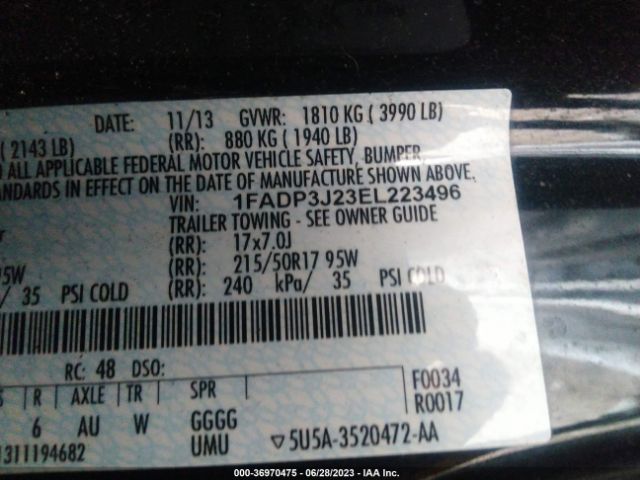 DATE: 11/13 GVWR: 1810 KG ( 3990 LB)
( 2143 LB) (RR): 880 KG ( 1940 LB)
ALL APPLICABLE FEDERAL MOTOR VEHICLE SAFETY, BUMPER,
STANDARDS IN EFFECT ON THE DATE OF MANUFACTURE SHOWN ABOVE.
VIN: 1FADP3J23EL223496
TRAILER TOWING - SEE OWNER GUIDE
(RR): 17x7.0J
95W (RR): 215/50R17 95W
/ 35 PSI COLD (RR): 240 kPa/ 35 PSI COLD
RC: 48 DSO:
R AXLE TR SPR F0034
6 AU W GGGG R0017
UMU ▽5U5A-3520472-AA
1311194682
000-36970475 - 06/28/2023 - IAA Inc.